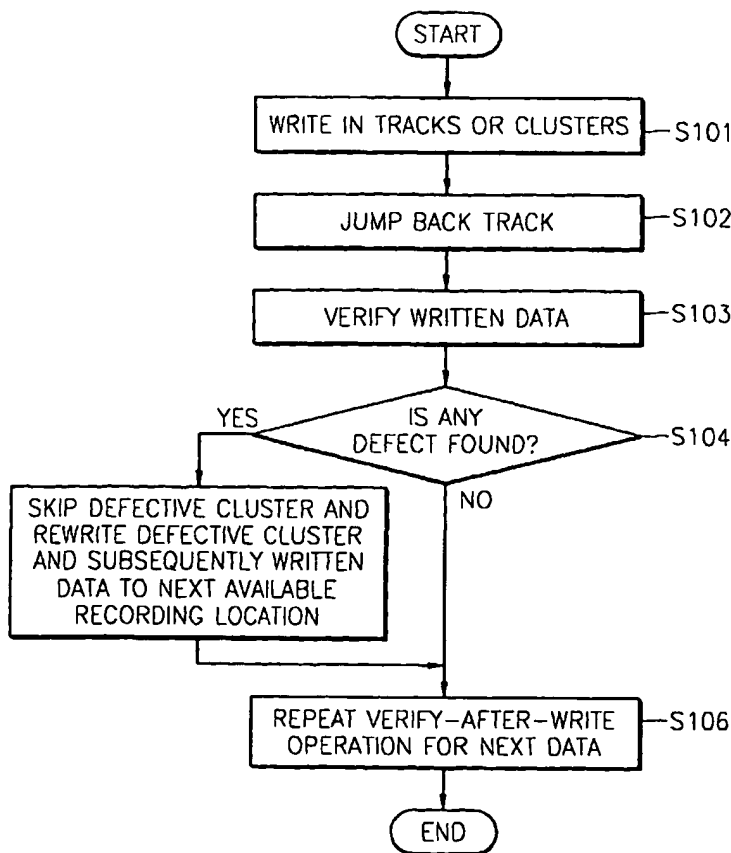 START
WRITE IN TRACKS OR CLUSTERS
S101
JUMP BACK TRACK
S102
VERIFY WRITTEN DATA
S103
IS ANY
DEFECT FOUND?
S104
YES
NO
SKIP DEFECTIVE CLUSTER AND
REWRITE DEFECTIVE CLUSTER
AND SUBSEQUENTLY WRITTEN
DATA TO NEXT AVAILABLE
RECORDING LOCATION
REPEAT VERIFY-AFTER-WRITE
OPERATION FOR NEXT DATA
S106
END